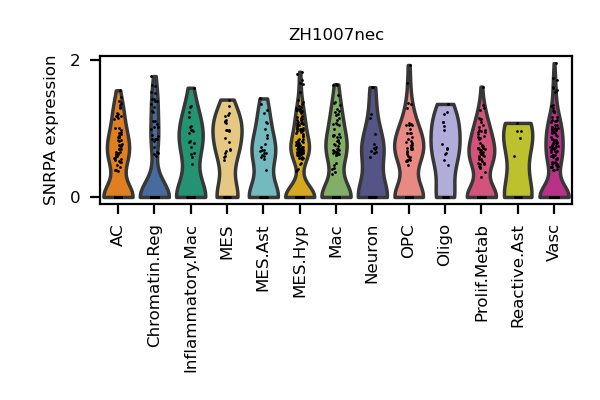 ZH1007nec
SNRPA expression
2
0
AC
Chromatin.Reg
Inflammatory.Mac
MES
MES.Ast
MES.Hyp
Mac
Neuron
OPC
Oligo
Prolif.Metab
Reactive.Ast
Vasc